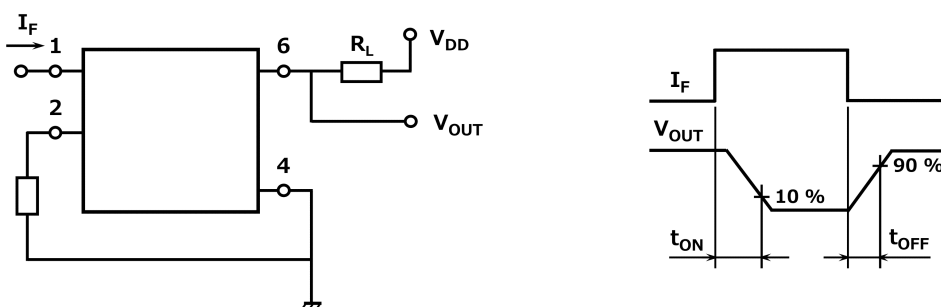 I_F
1
2
6
4
R_L
V_DD
V_OUT
I_F
V_OUT
10 %
90 %
t_ON
t_OFF